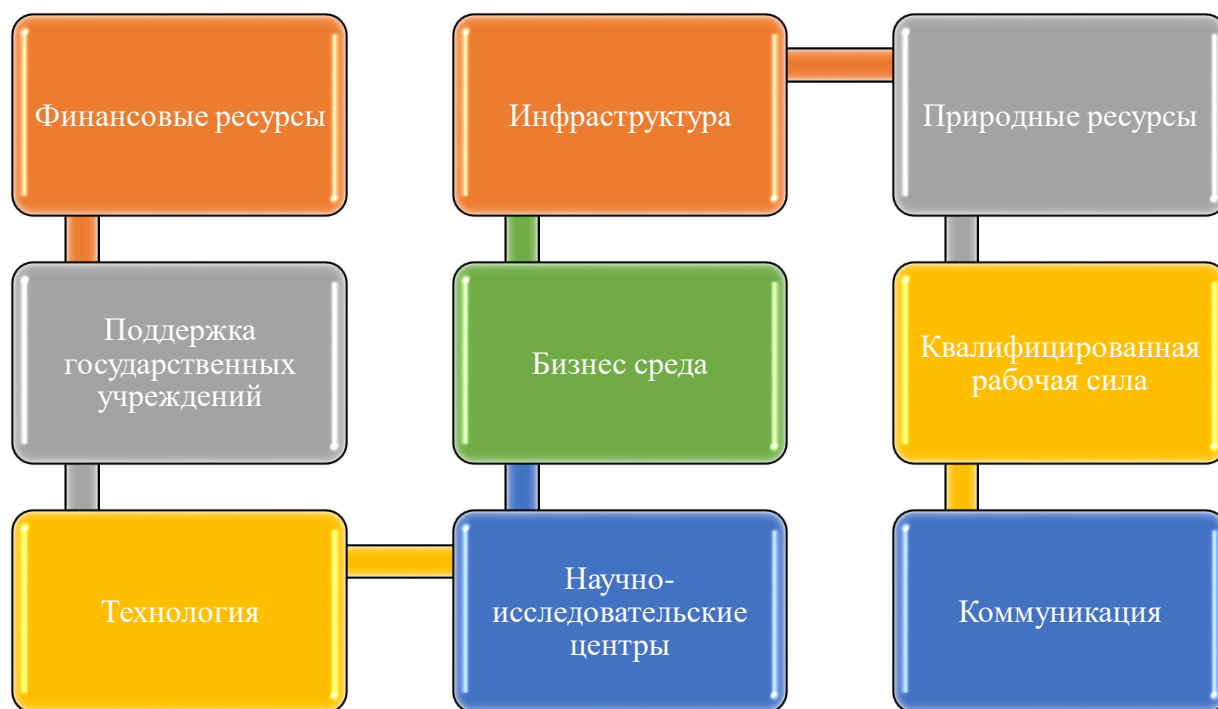 Финансовые ресурсы
Поддержка
государственных
учреждений
Технология
Научно-
исследовательские
центры
Бизнес среда
Инфраструктура
Природные ресурсы
Квалифицированная
рабочая сила
Коммуникация